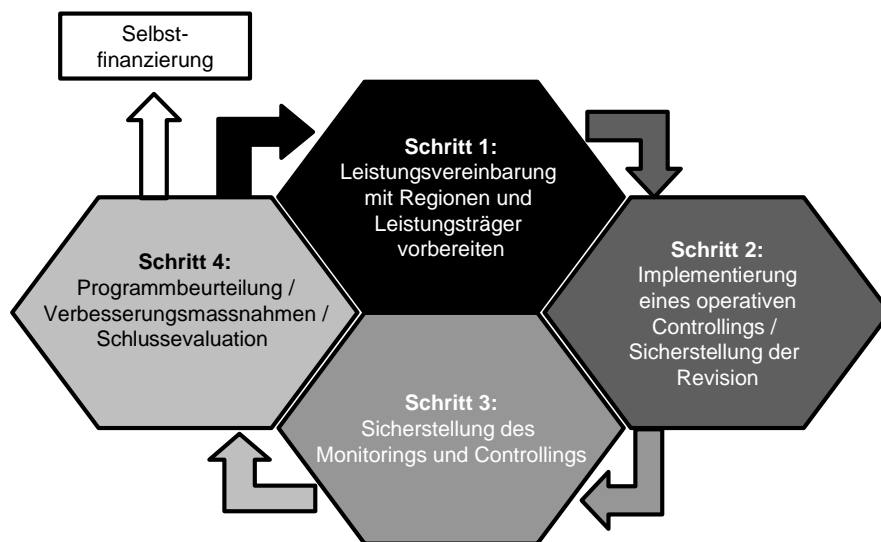 Selbst-
finanzierung
Schritt 1:
Leistungsvereinbarung
mit Regionen und
Leistungsträger
vorbereiten
Schritt 2:
Implementierung
eines operativen
Controllings /
Sicherstellung der
Revision
Schritt 3:
Sicherstellung des
Monitorings und Controllings
Schritt 4:
Programmbeurteilung /
Verbesserungsmassnahmen /
Schlussevaluation